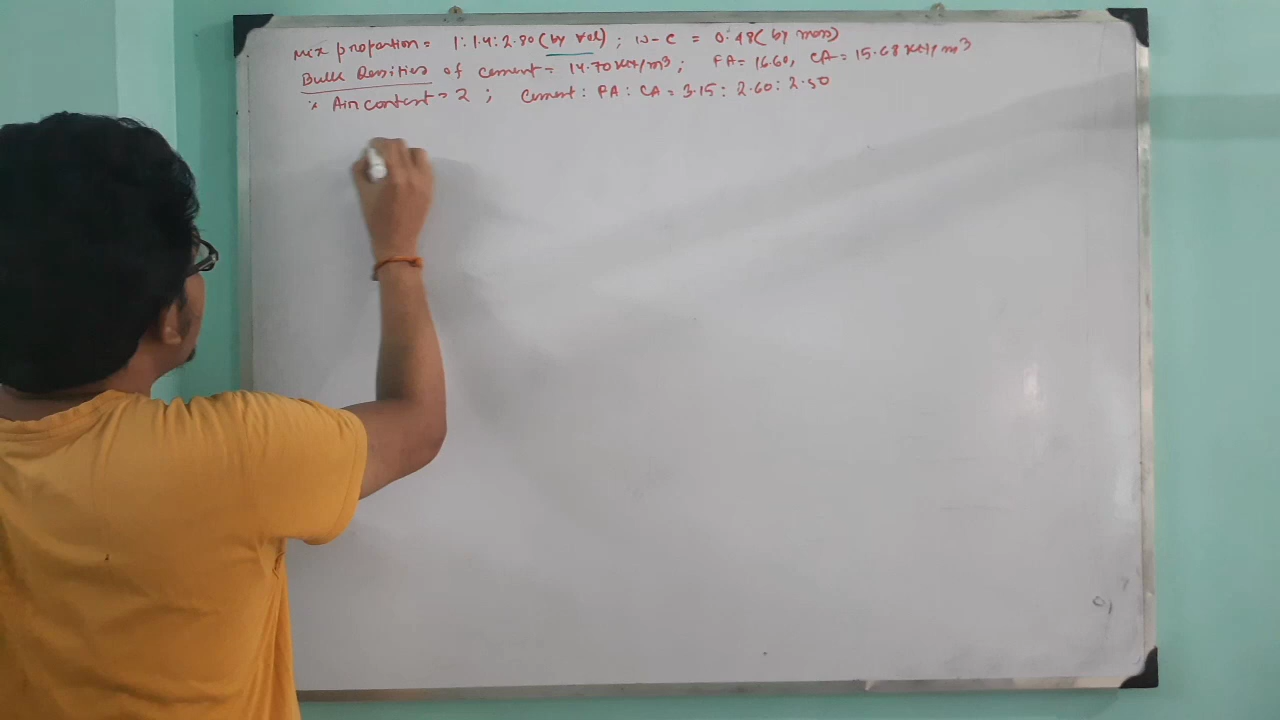 Mix proportion = 1:1.4:2.80 (by vol) ; W-C = 0.48 (by mass)
Bulk Densities of cement = 14.70 KN/m³ ; FA = 16.60, CA = 15.68 KN/m³
% Air content = 2 ; Cement : FA : CA = 3.15 : 2.60 : 2.50